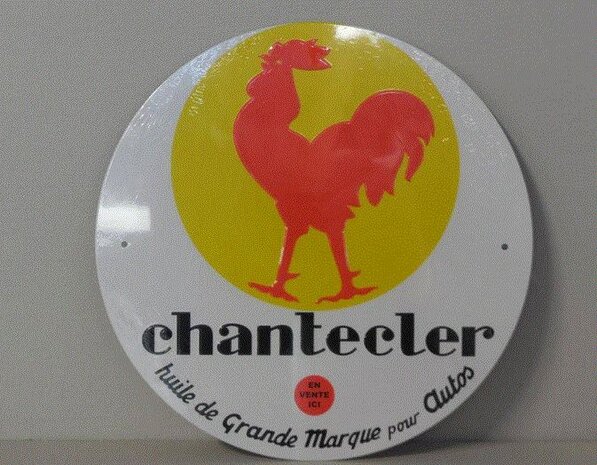 chantecler
EN
VENTE
ICI
huile de Grande Marque pour autos